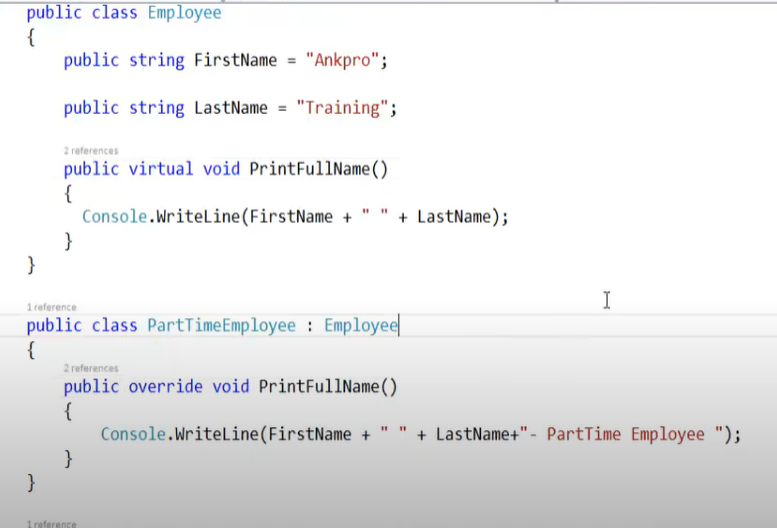 public class Employee
{
public string FirstName = "Ankpro";
public string LastName = "Training";
2 references
public virtual void PrintFullName()
{
Console.WriteLine(FirstName + " " + LastName);
}
}
1 reference
public class PartTimeEmployee : Employee
{
2 references
public override void PrintFullName()
{
Console.WriteLine(FirstName + " " + LastName+"- PartTime Employee ");
}
}
1 reference